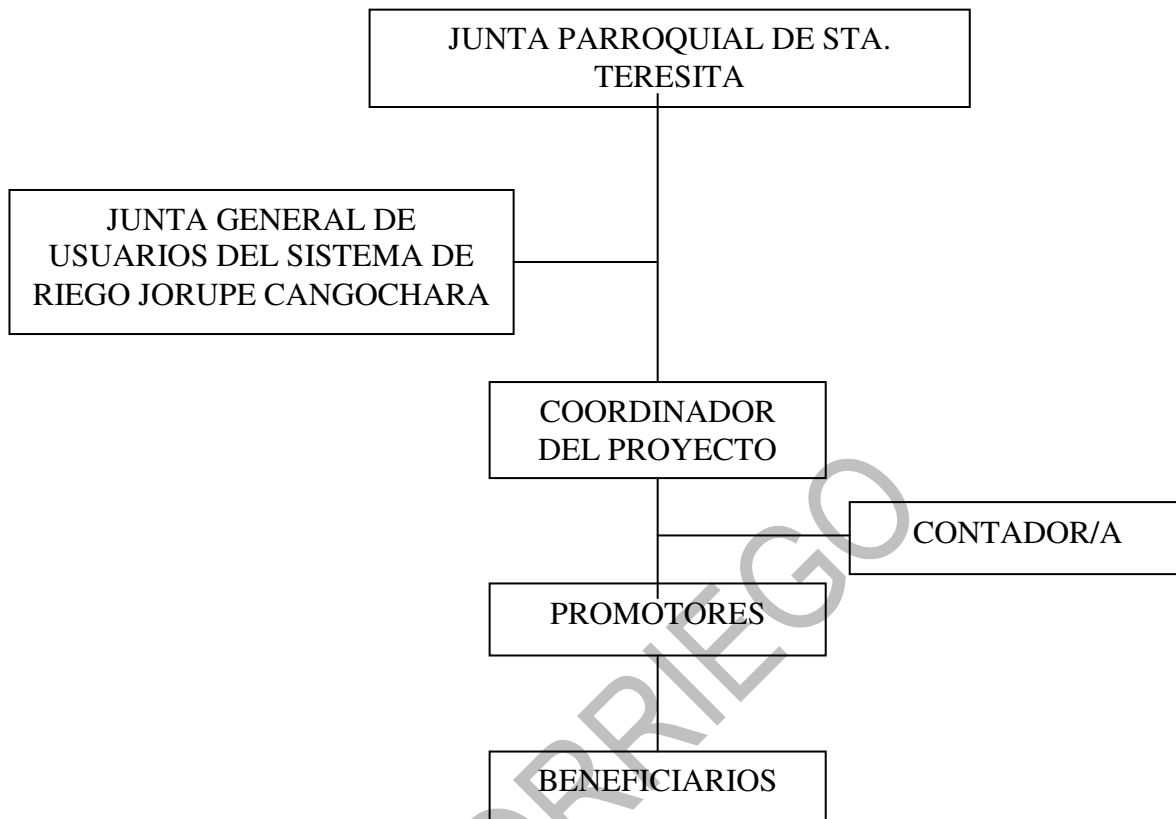 JUNTA PARROQUIAL DE STA.
TERESITA
JUNTA GENERAL DE
USUARIOS DEL SISTEMA DE
RIEGO JORUPE CANGOCHARA
COORDINADOR
DEL PROYECTO
CONTADOR/A
PROMOTORES
BENEFICIARIOS
ORRIEGO